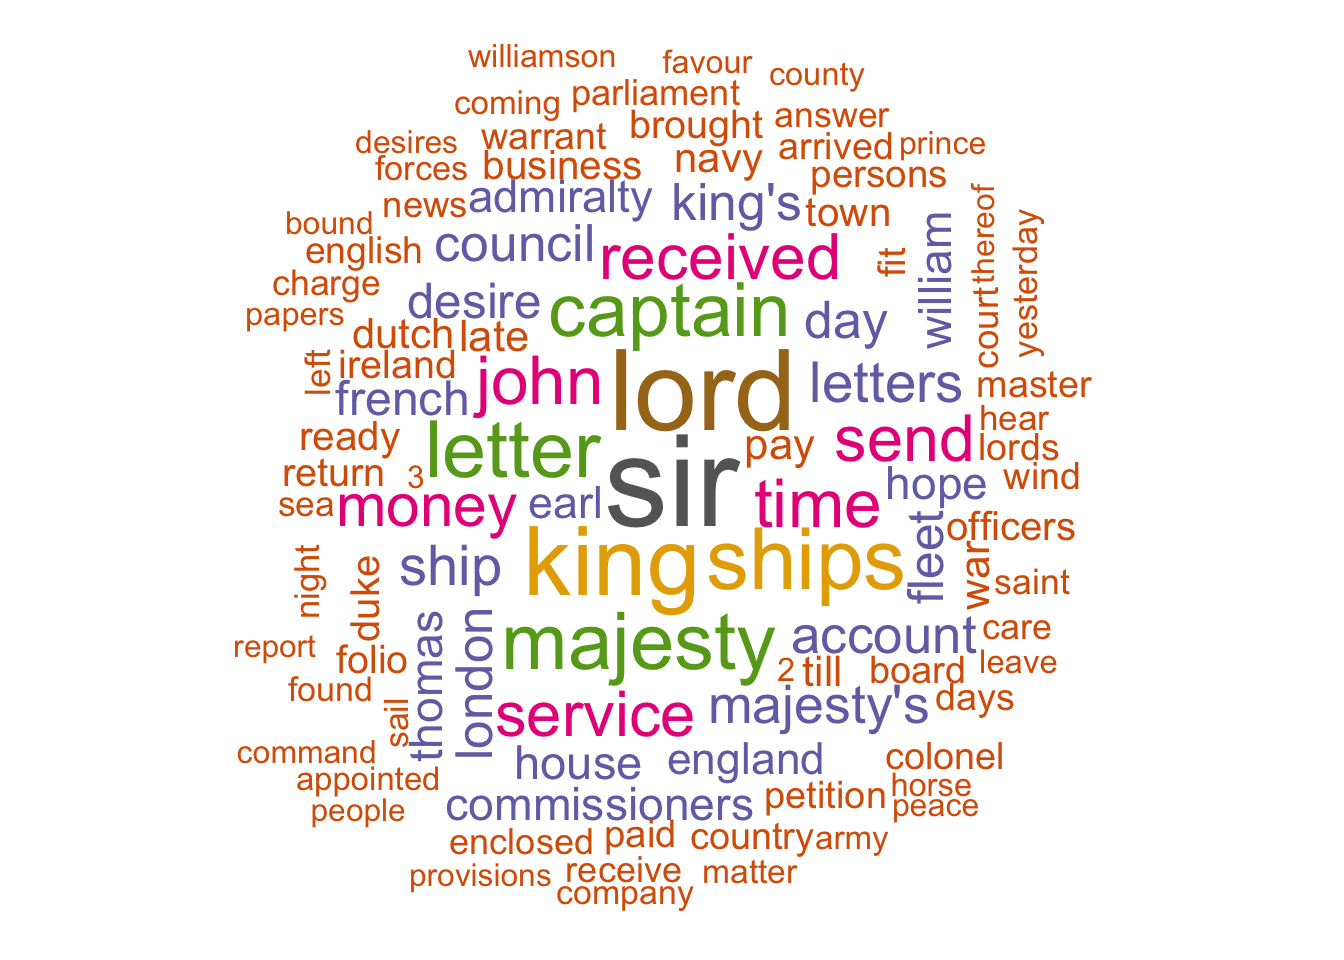 williamson
favour
county
coming
parliament
desires
warrant
brought
answer
forces
business
navy
arrived
prince
persons
news
admiralty
king's
town
bound
english
council
received
fit
william
thereof
charge
desire
captain
day
court
yesterday
papers
dutch
late
left
ireland
john
lord
letters
master
french
hear
ready
letter
sir
pay
send
lords
return
3
hope
wind
sea
money
earl
time
officers
night
duke
ship
king
ships
fleet
war
saint
report
folio
thomas
london
majesty
account
care
found
2
till
board
leave
sail
service
majesty's
days
command
house
england
colonel
appointed
commissioners
petition
horse
people
peace
enclosed
paid
country
army
provisions
receive
matter
company